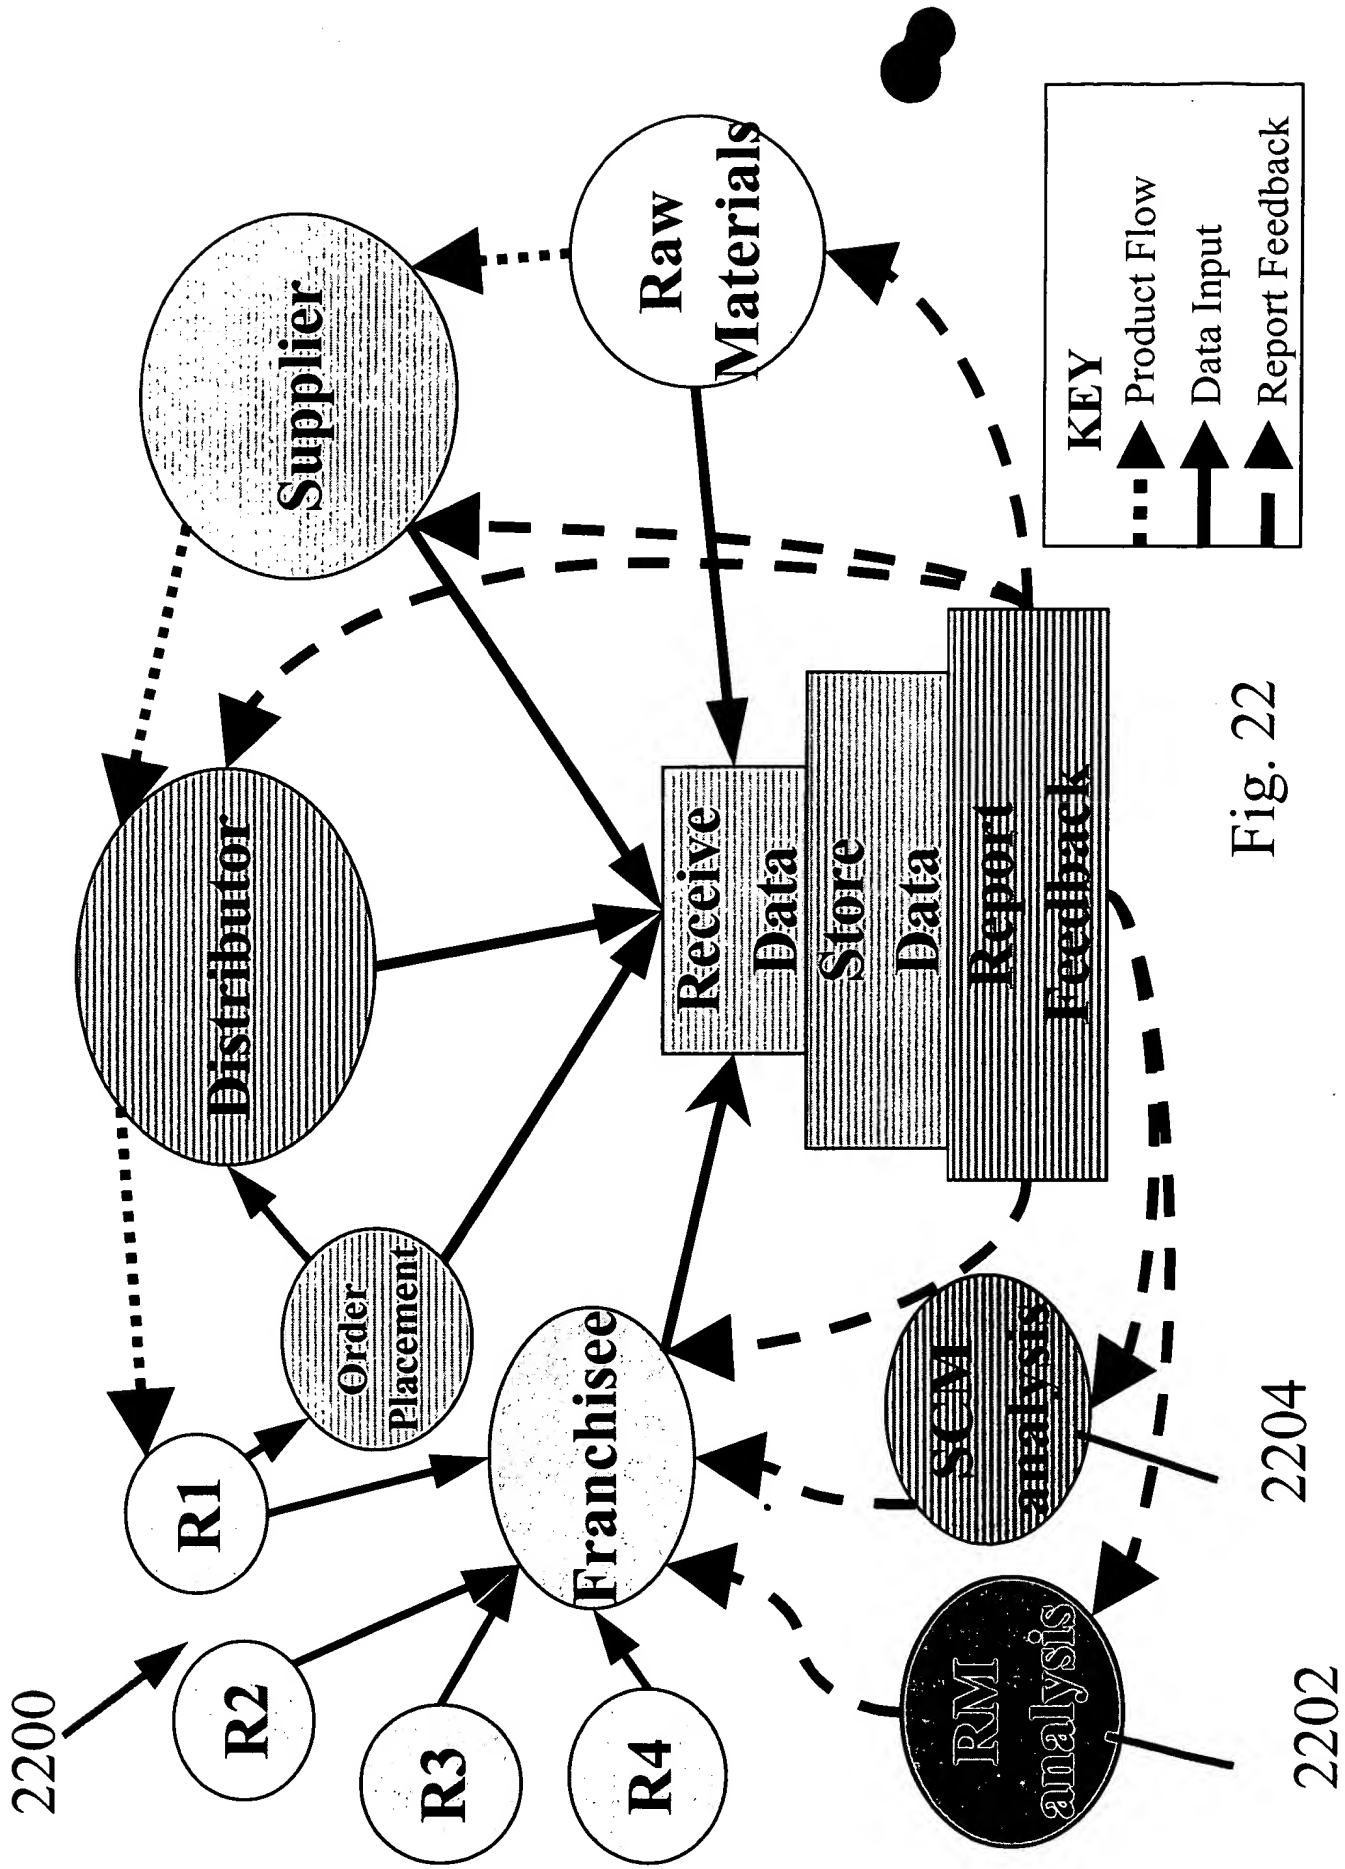 2200
R1
R2
R3
R4
Order
Placement
Franchisee
Distributor
Supplier
Raw
Materials
Receive
Data
Store
Data
Report
Feedback
RM
analysis
SCM
analysis
2202
2204
KEY
Product Flow
Data Input
Report Feedback
Fig. 22